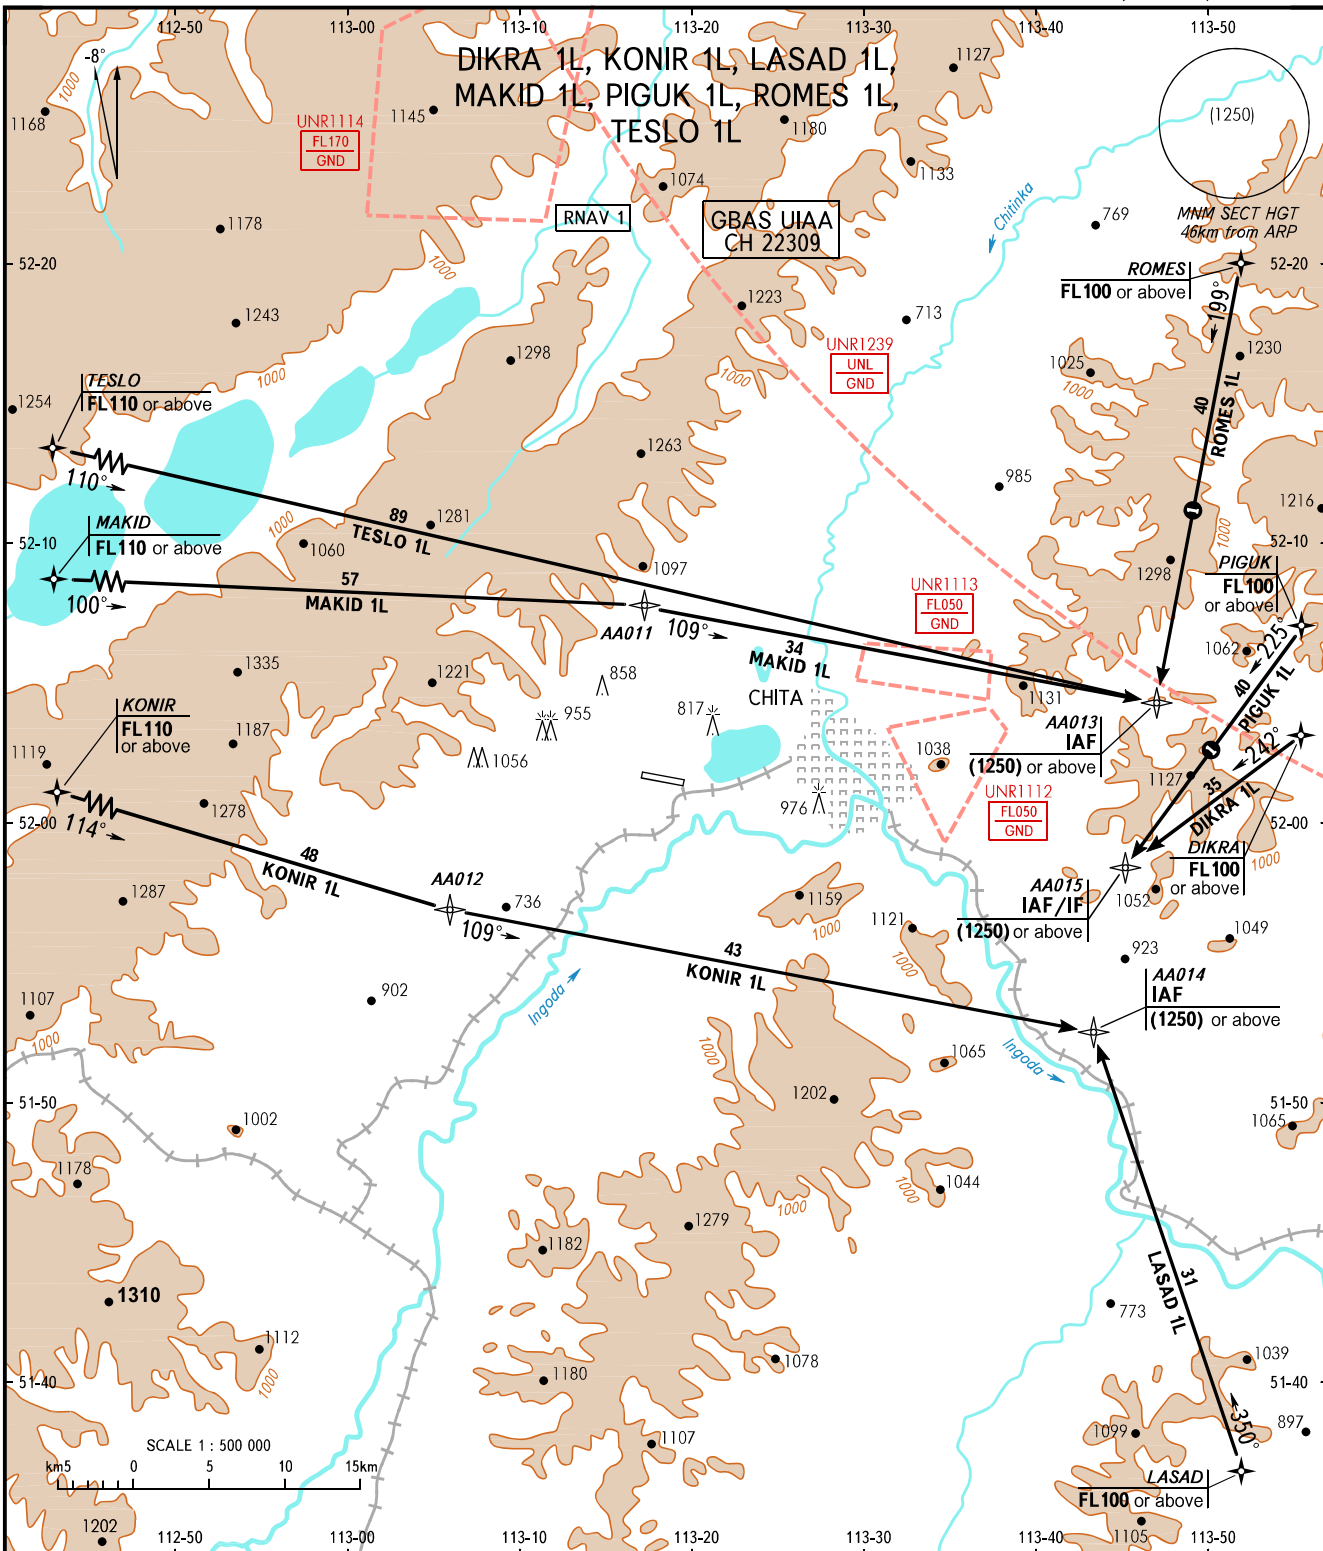 112-50
113-00
113-10
113-20
113-30
113-40
113-50
-8°
1000
1168
DIKRA 1L, KONIR 1L, LASAD 1L,
MAKID 1L, PIGUK 1L, ROMES 1L,
TESLO 1L
1127
(1250)
MNM SECT HGT
46km from ARP
UNR1114
FL170
GND
1145
1180
1133
1074
1178
RNAV 1
GBAS UIAA
CH 22309
Chitinka
769
1000
52-20
ROMES
FL100 or above
52-20
199°
1243
1223
713
1298
UNR1239
UNL
GND
1230
1025
1000
1000
1000
TESLO
FL110 or above
1254
40
ROMES 1L
1263
110°
985
1216
MAKID
FL110 or above
89
TESLO 1L
1281
1000
1060
52-10
52-10
1000
1298
PIGUK
FL100
or above
1097
57
MAKID 1L
100°
UNR1113
FL050
GND
AA011
109°
225°
34
MAKID 1L
1062
1335
1221
858
1131
CHITA
40
PIGUK 1L
KONIR
FL110
or above
955
817
AA013
IAF
(1250) or above
242°
1187
1056
1119
1038
1127
35
DIKRA 1L
UNR1112
FL050
GND
976
1278
114°
52-00
52-00
DIKRA
FL100
or above
1000
48
KONIR 1L
AA012
AA015
IAF/IF
(1250) or above
1052
1287
736
1159
1121
1000
1049
109°
43
KONIR 1L
923
1000
AA014
IAF
(1250) or above
Ingoda
902
1107
1000
1000
Ingoda
1065
1202
51-50
51-50
1065
1002
1178
1044
1000
1000
1279
1182
31
LASAD 1L
1310
773
1112
1078
1039
1180
51-40
51-40
1000
350°
897
1099
1107
SCALE 1 : 500 000
km5
0
5
10
15km
LASAD
FL100 or above
1202
1105
112-50
113-00
113-10
113-20
113-30
113-40
113-50